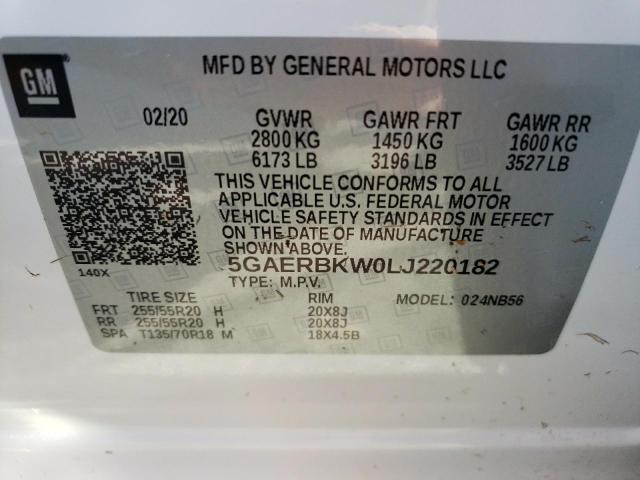 GM
MFD BY GENERAL MOTORS LLC
02/20 GVWR GAWR FRT GAWR RR
2800 KG 1450 KG 1600 KG
6173 LB 3196 LB 3527 LB
THIS VEHICLE CONFORMS TO ALL
APPLICABLE U.S. FEDERAL MOTOR
VEHICLE SAFETY STANDARDS IN EFFECT
ON THE DATE OF MANUFACTURE
SHOWN ABOVE.
140X
5GAERBKW0LJ220182
TYPE: M.P.V. MODEL: 024NB56
TIRE SIZE RIM
FRT 255/55R20 H 20X8J
RR 255/55R20 H 20X8J
SPA T135/70R18 M 18X4.5B